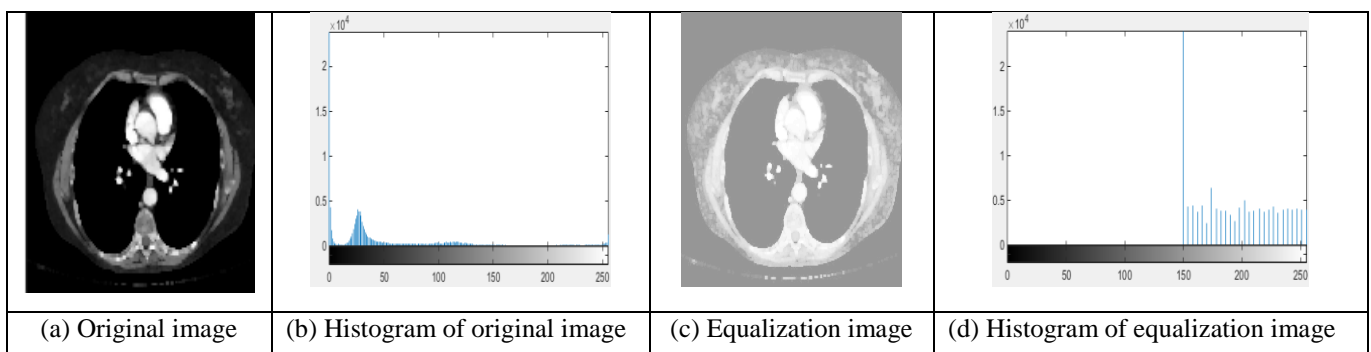 ×10⁴
2
1.5
1
0.5
0
0 50 100 150 200 250
×10⁴
2
1.5
1
0.5
0
0 50 100 150 200 250
(a) Original image
(b) Histogram of original image
(c) Equalization image
(d) Histogram of equalization image